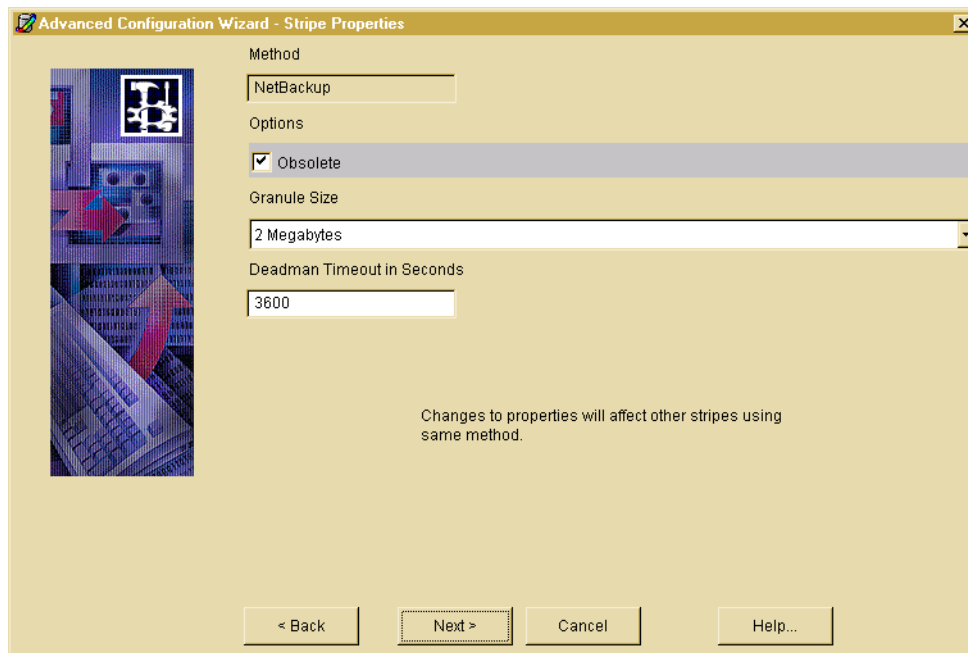 Advanced Configuration Wizard - Stripe Properties
Method
NetBackup
Options
Obsolete
Granule Size
2 Megabytes
Deadman Timeout in Seconds
3600
Changes to properties will affect other stripes using
same method.
< Back
Next >
Cancel
Help...